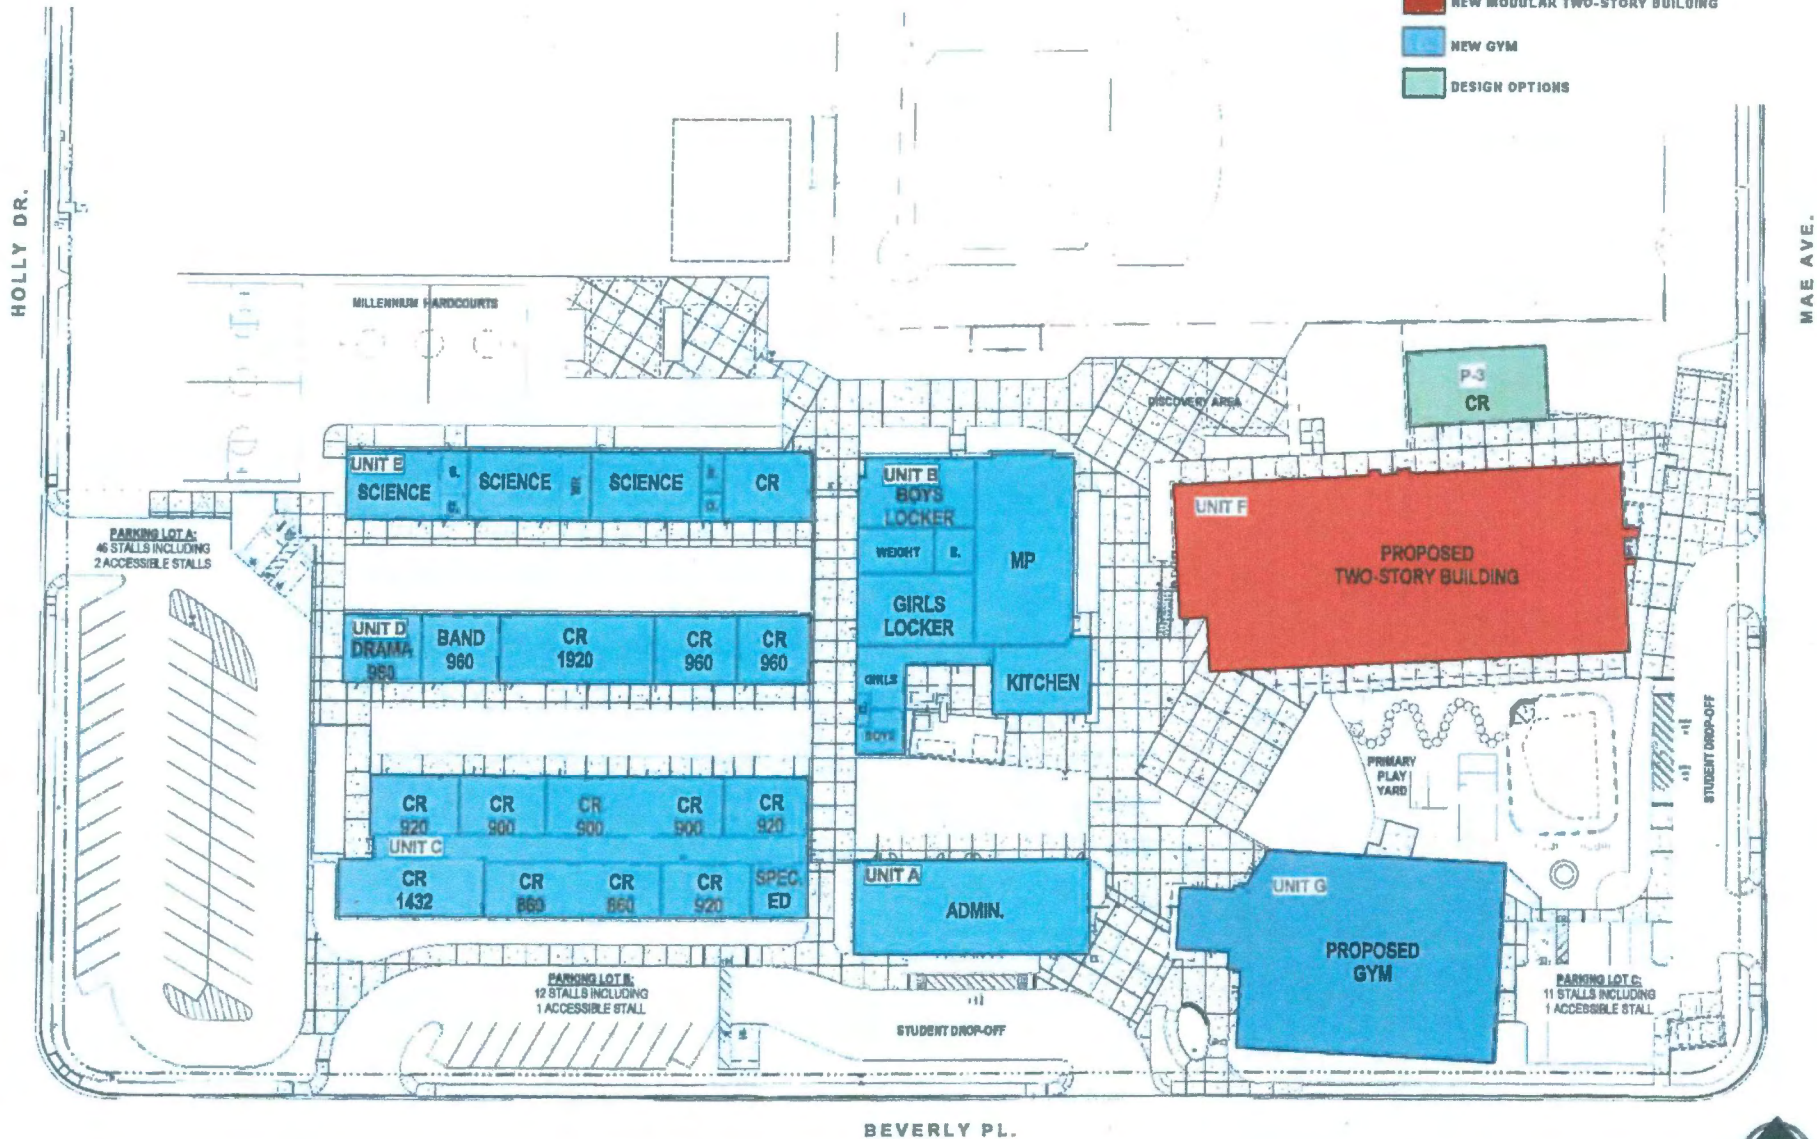 NEW MODULAR TWO-STORY BUILDING
NEW GYM
DESIGN OPTIONS
HOLLY DR.
MAE AVE.
MILLENNIUM HARDCOURTS
DISCOVERY AREA
P-3
CR
UNIT E
SCIENCE
SCIENCE
SCIENCE
CR
UNIT B
BOYS
LOCKER
WEIGHT
B.
MP
GIRLS
LOCKER
GIRLS
BOYS
KITCHEN
UNIT F
PROPOSED
TWO-STORY BUILDING
PARKING LOT A:
46 STALLS INCLUDING
2 ACCESSIBLE STALLS
UNIT D
DRAMA
960
BAND
960
CR
1920
CR
960
CR
960
PRIMARY
PLAY
YARD
STUDENT DROP-OFF
CR
920
CR
900
CR
900
CR
900
CR
920
UNIT C
CR
1432
CR
860
CR
860
CR
920
SPEC.
ED
UNIT A
ADMIN.
UNIT G
PROPOSED
GYM
PARKING LOT B:
12 STALLS INCLUDING
1 ACCESSIBLE STALL
STUDENT DROP-OFF
PARKING LOT C:
11 STALLS INCLUDING
1 ACCESSIBLE STALL
BEVERLY PL.